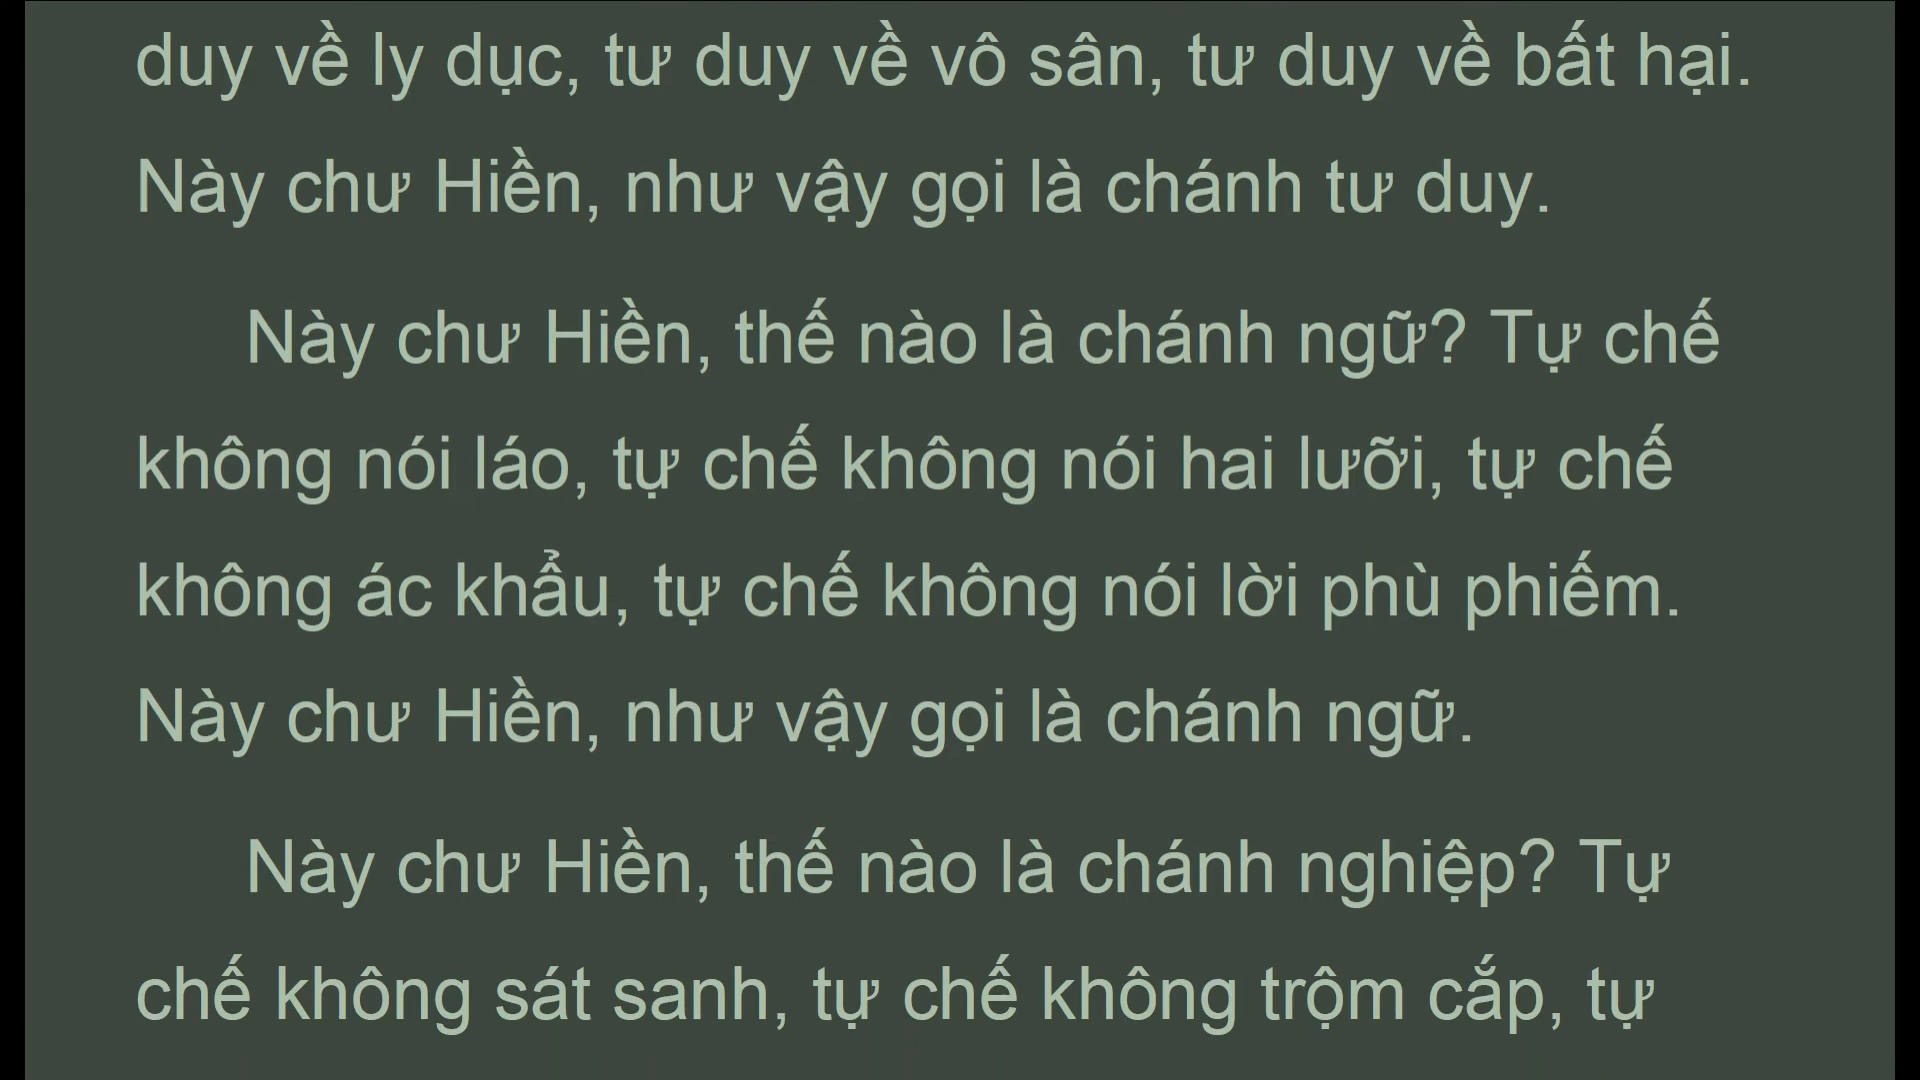 duy về ly dục, tư duy về vô sân, tư duy về bất hại.
Này chư Hiền, như vậy gọi là chánh tư duy.
Này chư Hiền, thế nào là chánh ngữ? Tự chế
không nói láo, tự chế không nói hai lưỡi, tự chế
không ác khẩu, tự chế không nói lời phù phiếm.
Này chư Hiền, như vậy gọi là chánh ngữ.
Này chư Hiền, thế nào là chánh nghiệp? Tự
chế không sát sanh, tự chế không trộm cắp, tự